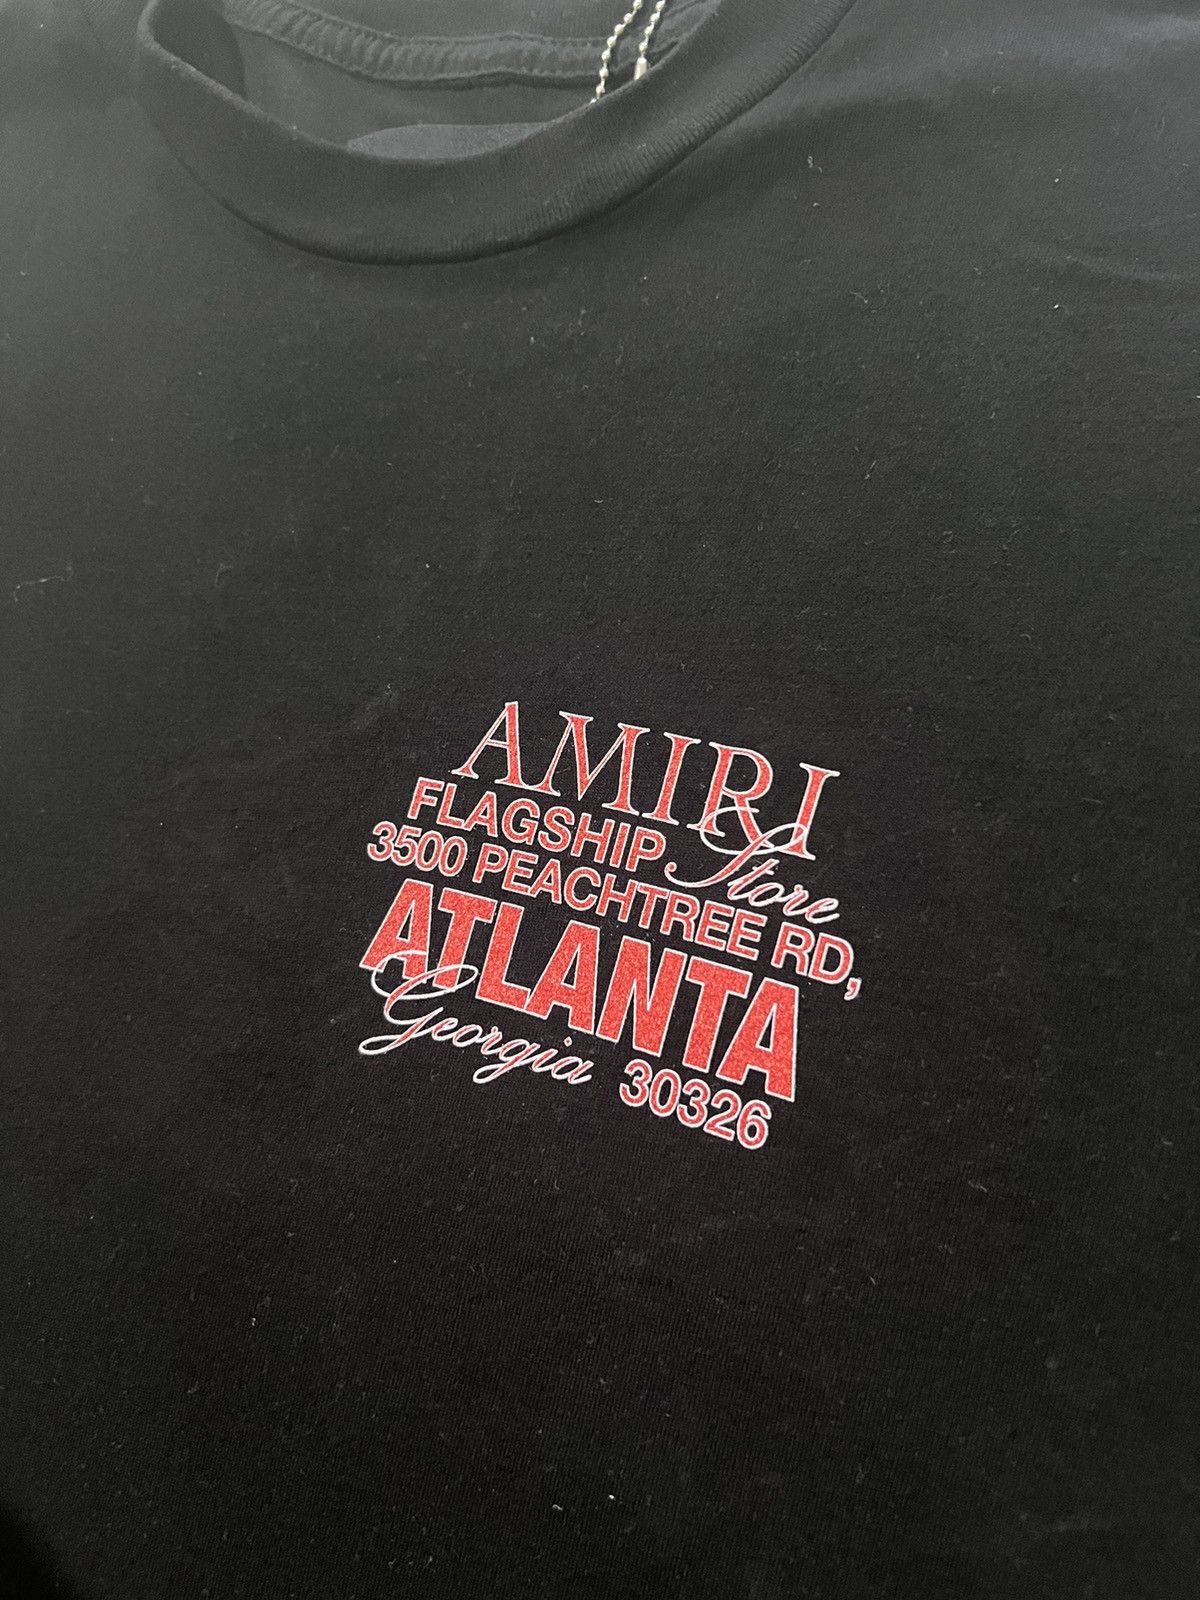 AMIRI
FLAGSHIP Store
3500 PEACHTREE RD,
ATLANTA
Georgia 30326